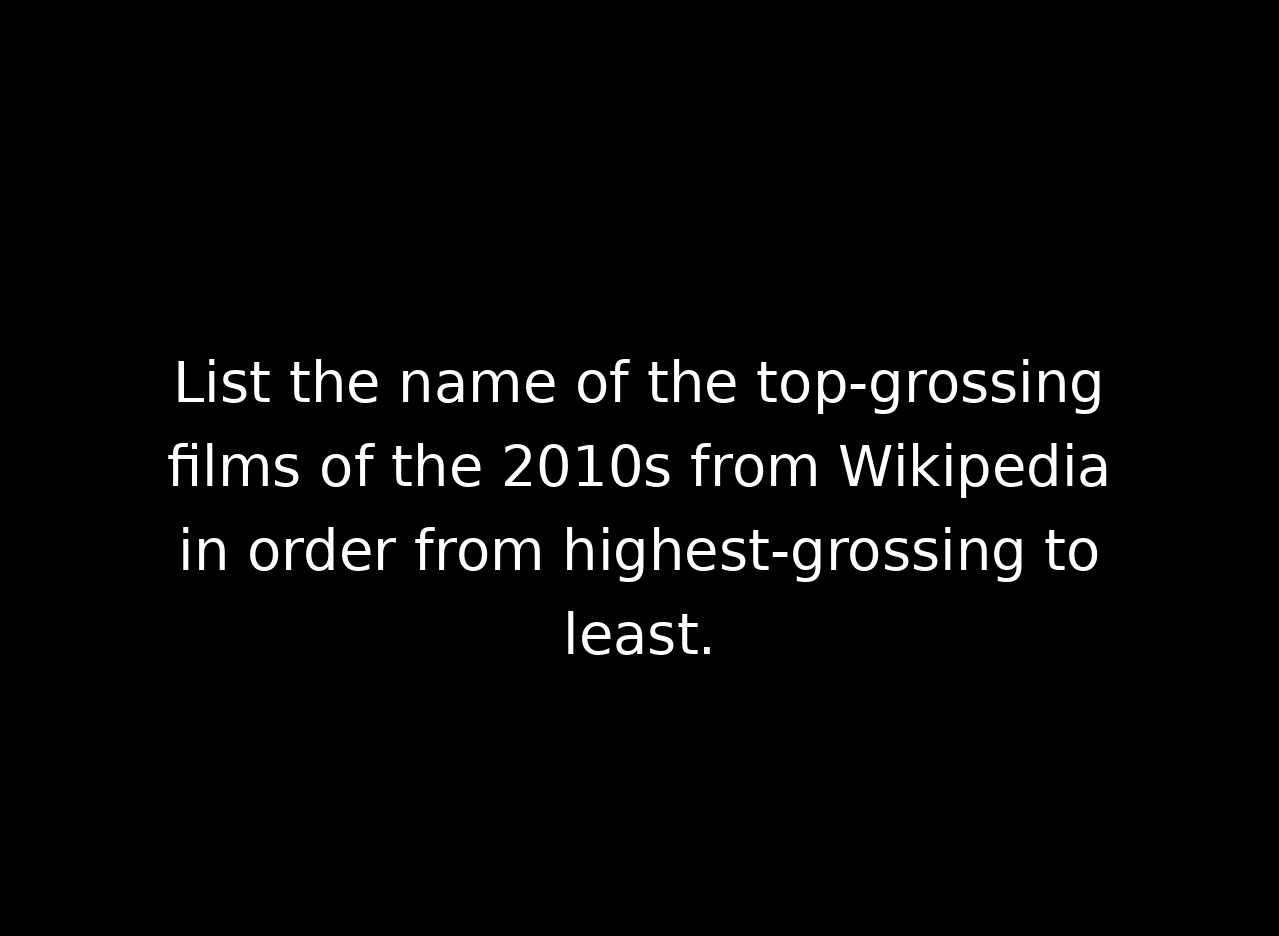 List the name of the top-grossing
films of the 2010s from Wikipedia
in order from highest-grossing to
least.